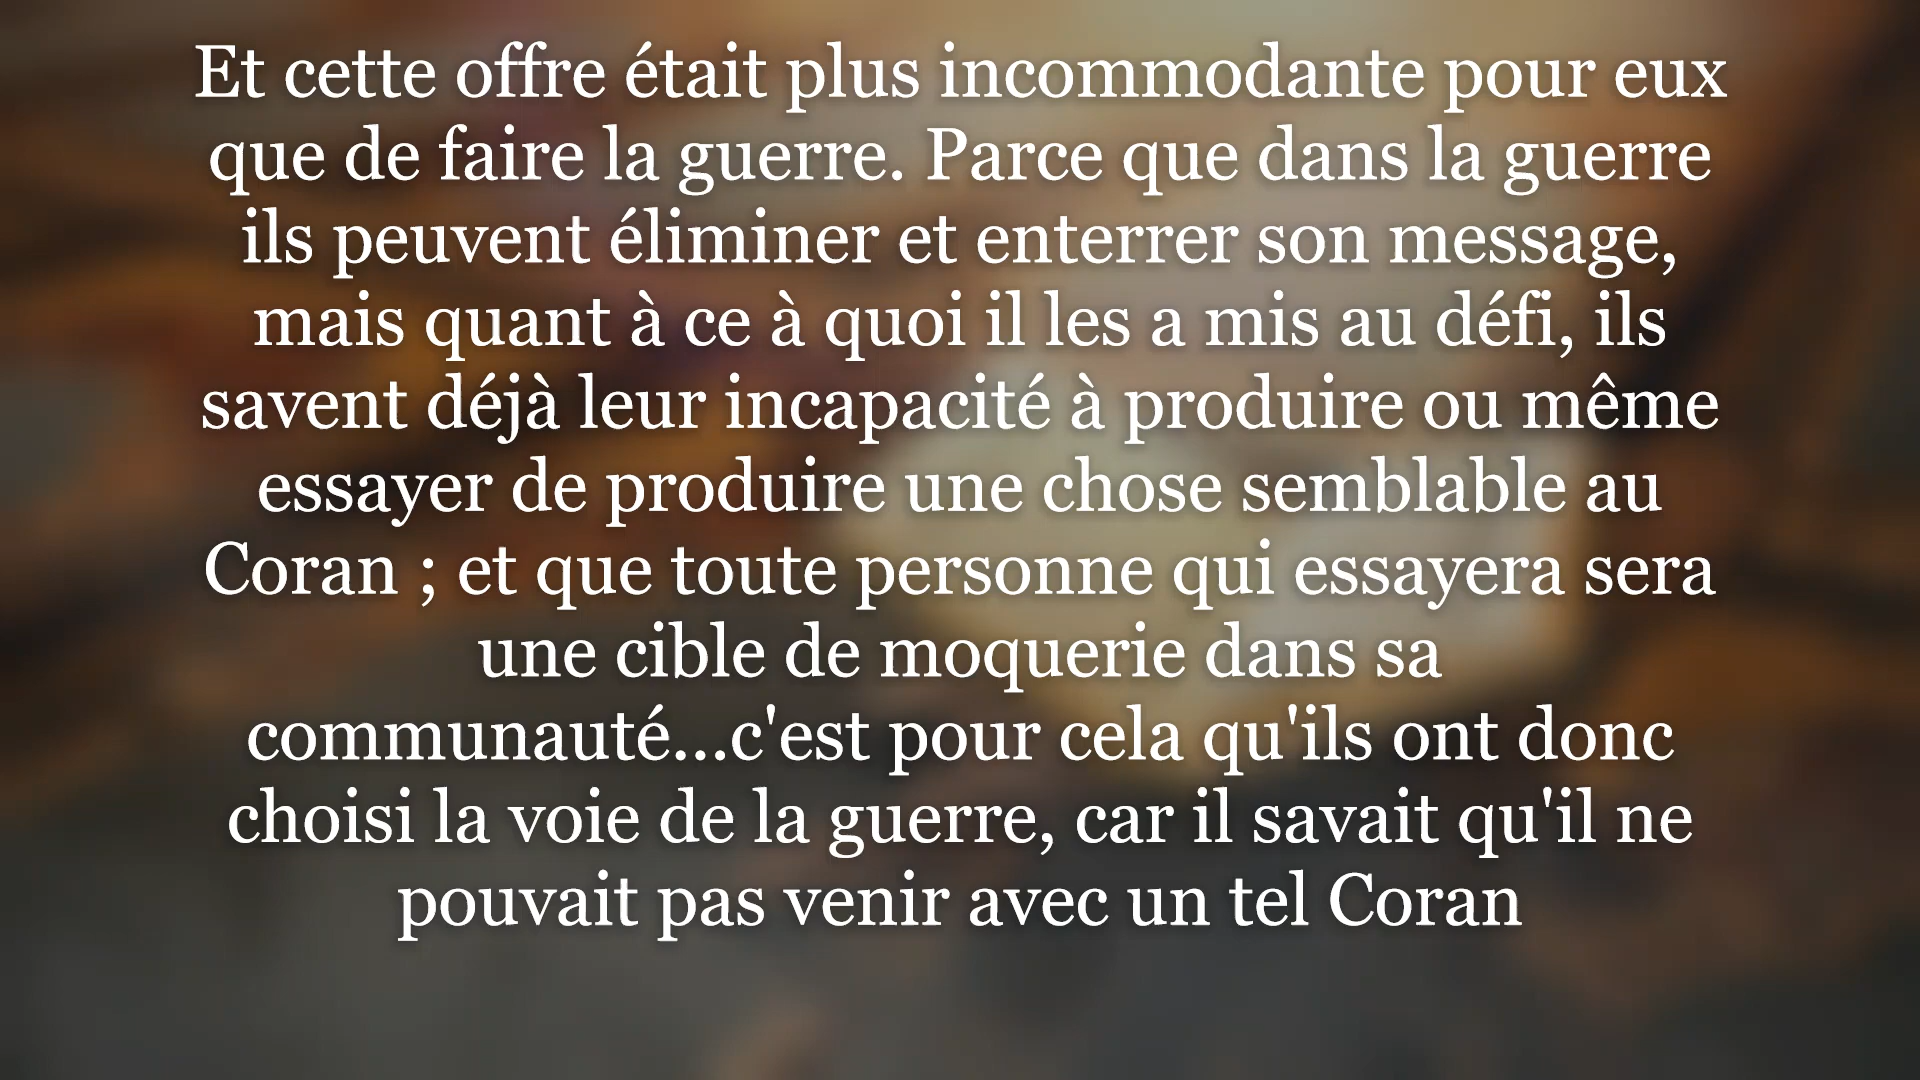 Et cette offre était plus incommodante pour eux
que de faire la guerre. Parce que dans la guerre
ils peuvent éliminer et enterrer son message,
mais quant à ce à quoi il les a mis au défi, ils
savent déjà leur incapacité à produire ou même
essayer de produire une chose semblable au
Coran ; et que toute personne qui essayera sera
une cible de moquerie dans sa
communauté...c'est pour cela qu'ils ont donc
choisi la voie de la guerre, car il savait qu'il ne
pouvait pas venir avec un tel Coran